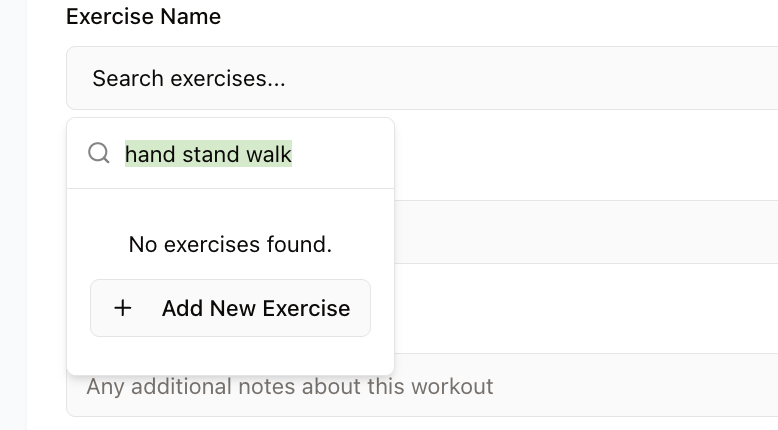 Exercise Name
Search exercises...
hand stand walk
No exercises found.
+ Add New Exercise
Any additional notes about this workout